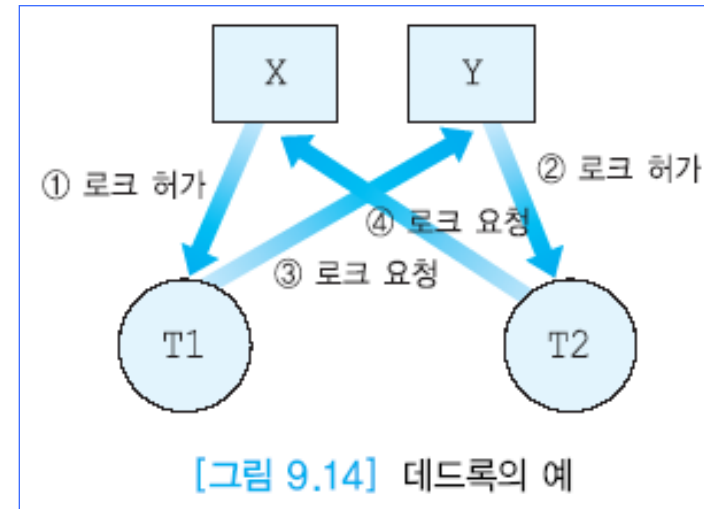 X
Y
① 로크 허가
② 로크 허가
④ 로크 요청
③ 로크 요청
T1
T2
[그림 9.14] 데드록의 예